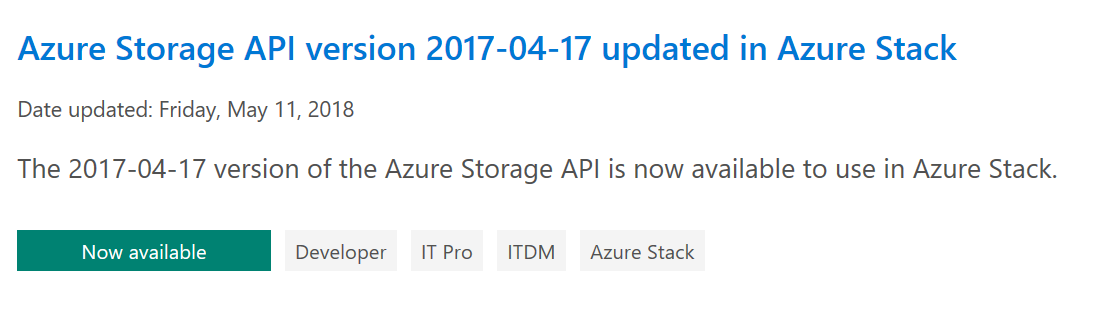 Azure Storage API version 2017-04-17 updated in Azure Stack
Date updated: Friday, May 11, 2018
The 2017-04-17 version of the Azure Storage API is now available to use in Azure Stack.
Now available Developer IT Pro ITDM Azure Stack